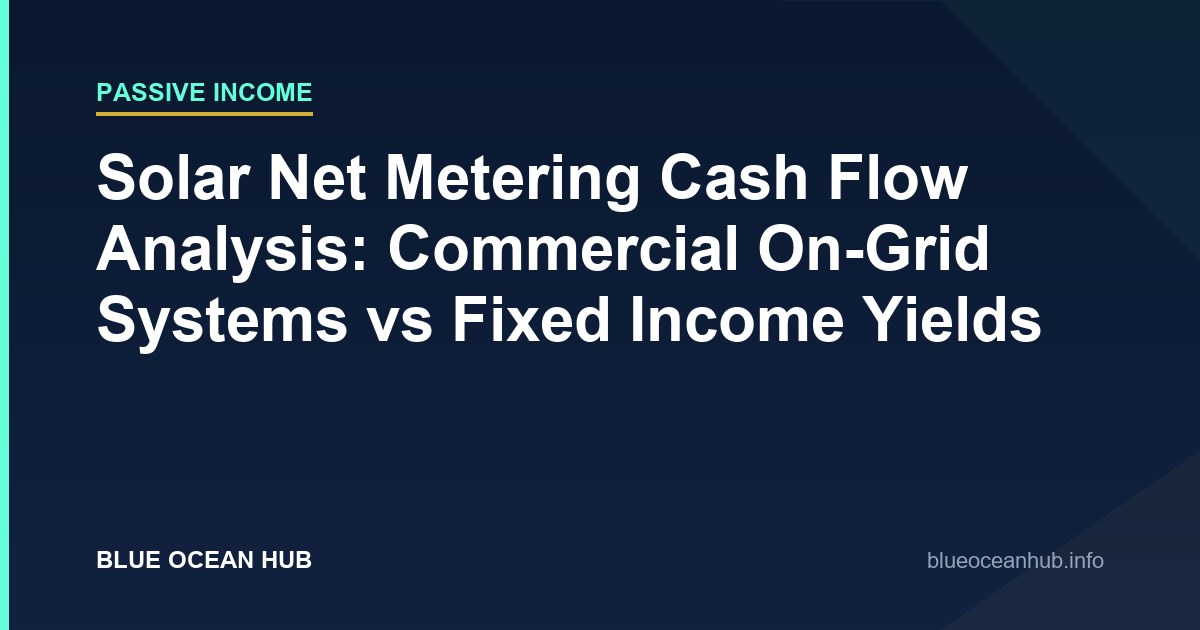 PASSIVE INCOME
Solar Net Metering Cash Flow
Analysis: Commercial On-Grid
Systems vs Fixed Income Yields
BLUE OCEAN HUB
blueoceanhub.info